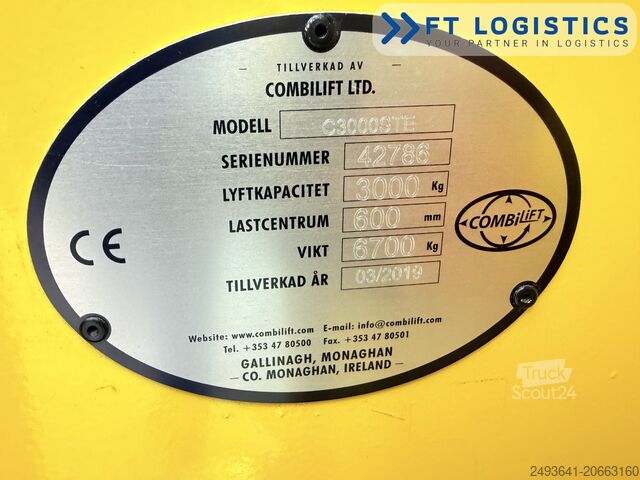 FT LOGISTICS
YOUR PARTNER IN LOGISTICS
TILLVERKAD AV
COMBILIFT LTD.
MODELL C3000STE
SERIENUMMER 42786
LYFTKAPACITET 3000 Kg
LASTCENTRUM 600 mm
VIKT 6700 Kg
TILLVERKAD ÅR 03/2019
CE
COMBiLiFT
Website: www.combilift.com E-mail: info@combilift.com
Tel. +353 47 80500 Fax. +353 47 80501
GALLINAGH, MONAGHAN
CO. MONAGHAN, IRELAND
Truck
Scout24
2493641-20663160